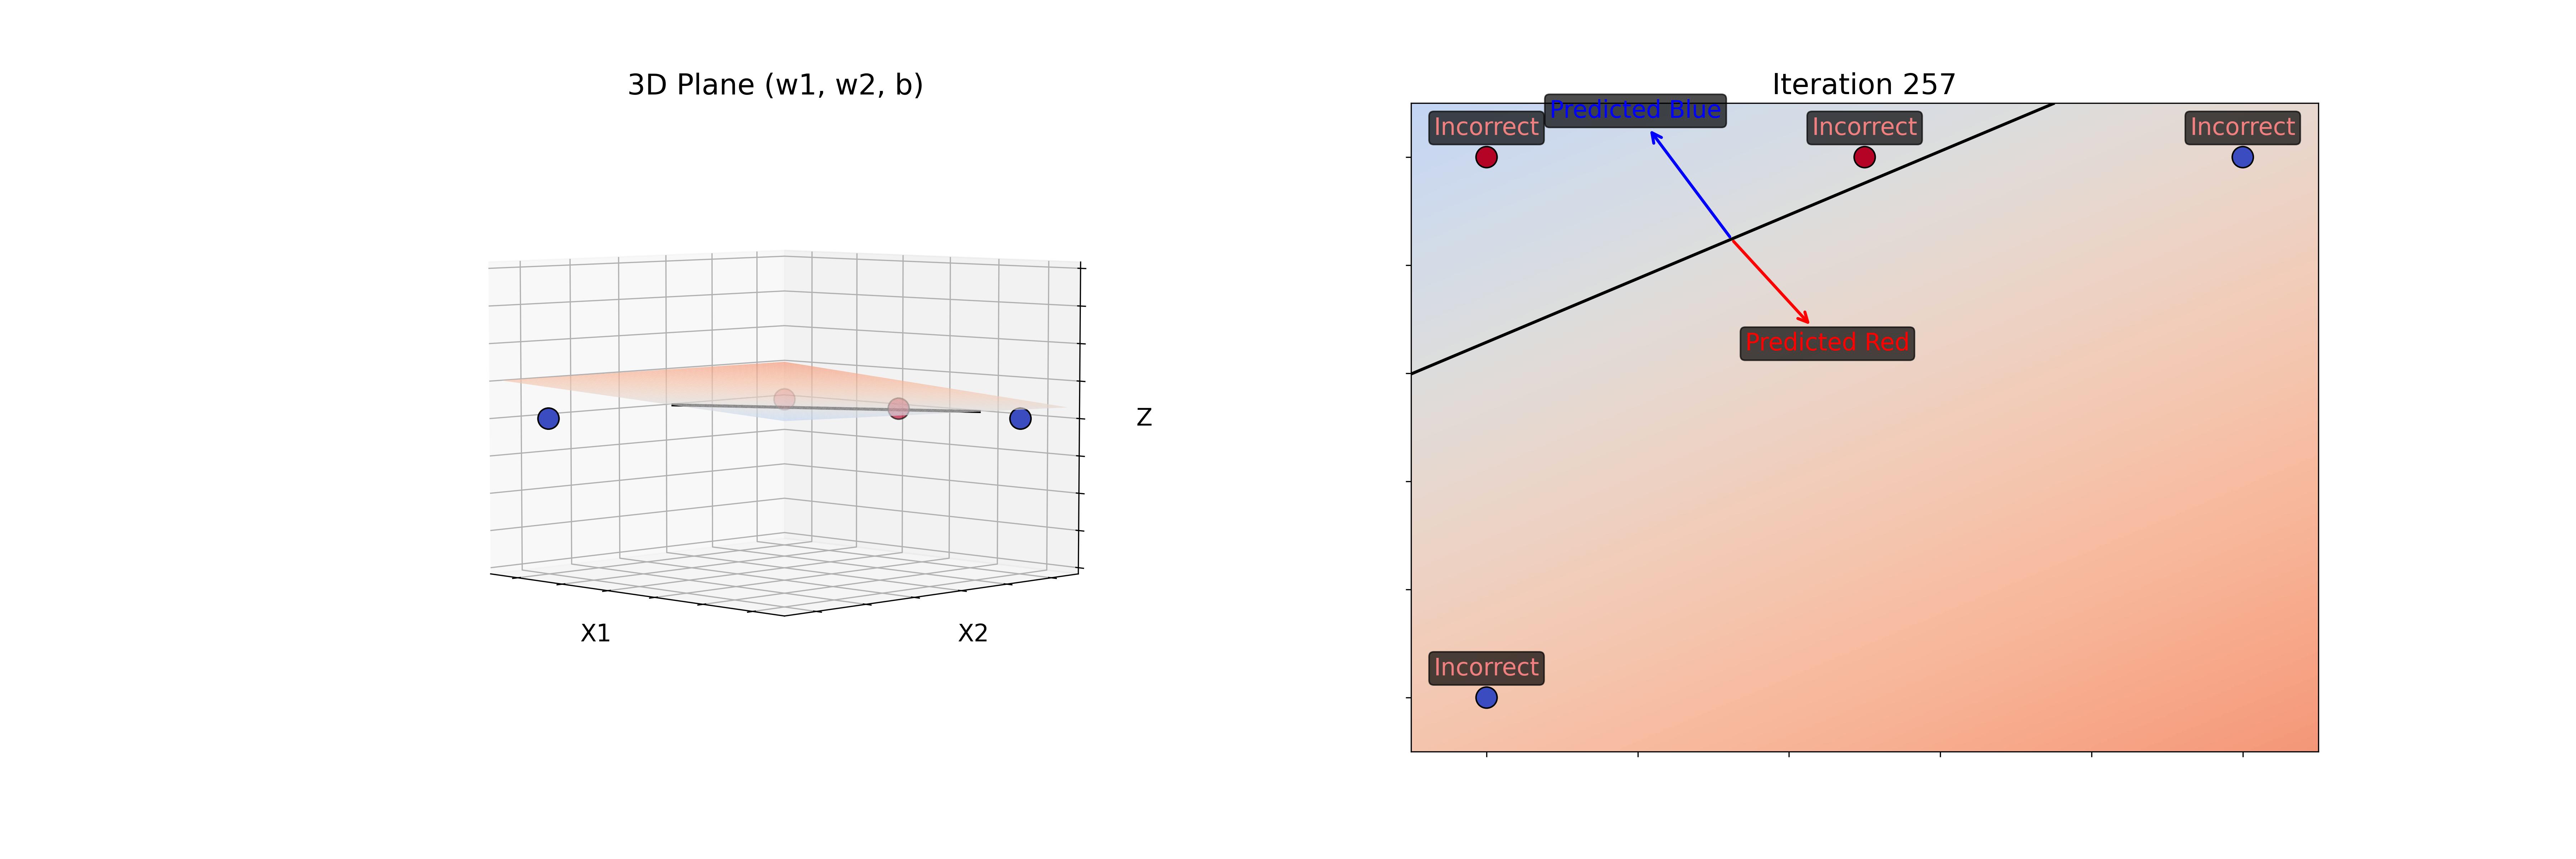 3D Plane (w1, w2, b)
Z
X1
X2
Iteration 257
Predicted Blue
Incorrect
Incorrect
Incorrect
Predicted Red
Incorrect